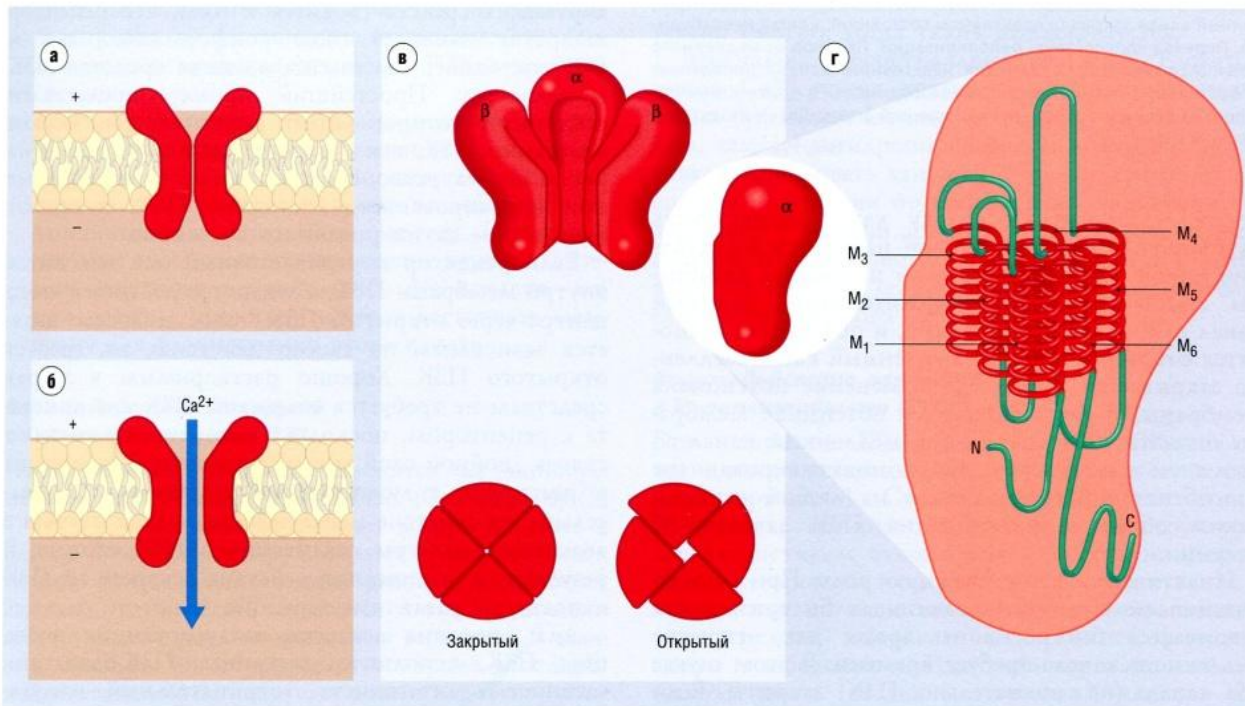 а
+
–
б
Ca²⁺
+
–
в
α
β
β
α
Закрытый
Открытый
г
M₄
M₃
M₅
M₂
M₁
M₆
N
C